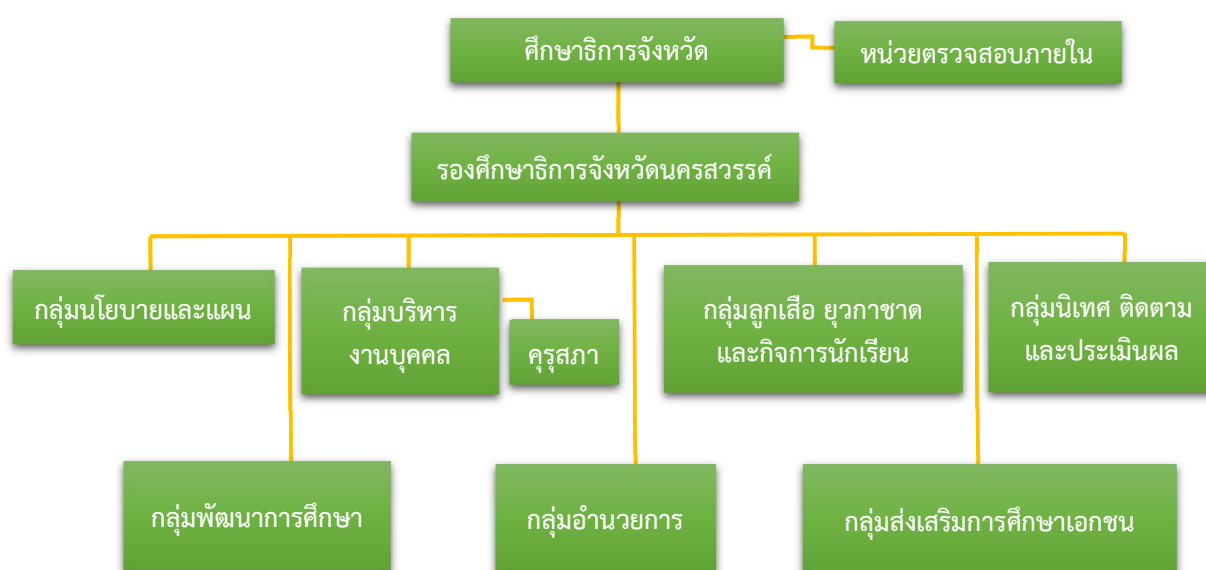 ศึกษาธิการจังหวัด
หน่วยตรวจสอบภายใน
รองศึกษาธิการจังหวัดนครสวรรค์
กลุ่มนโยบายและแผน
กลุ่มบริหาร
งานบุคคล
คุรุสภา
กลุ่มลูกเสือ ยุวกาชาด
และกิจการนักเรียน
กลุ่มนิเทศ ติดตาม
และประเมินผล
กลุ่มพัฒนาการศึกษา
กลุ่มอำนวยการ
กลุ่มส่งเสริมการศึกษาเอกชน